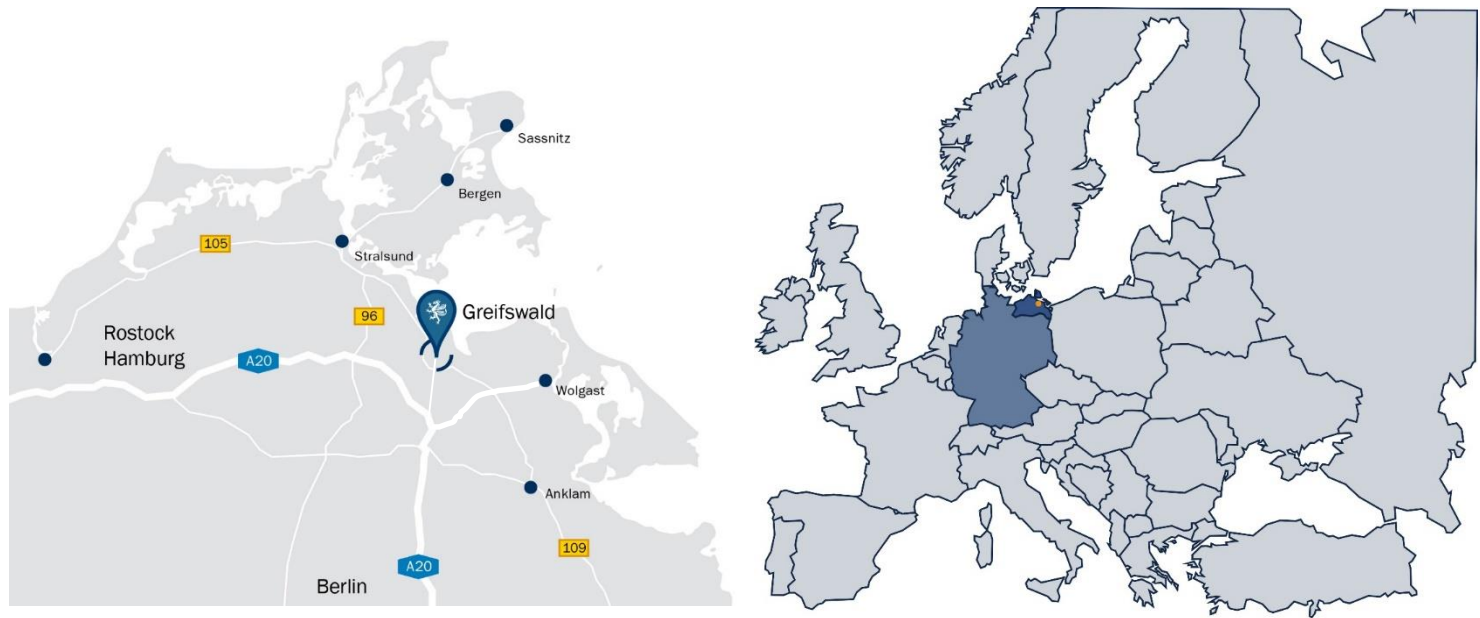 Sassnitz
Bergen
105
Stralsund
96
Greifswald
Rostock
Hamburg
A20
Wolgast
Anklam
109
A20
Berlin